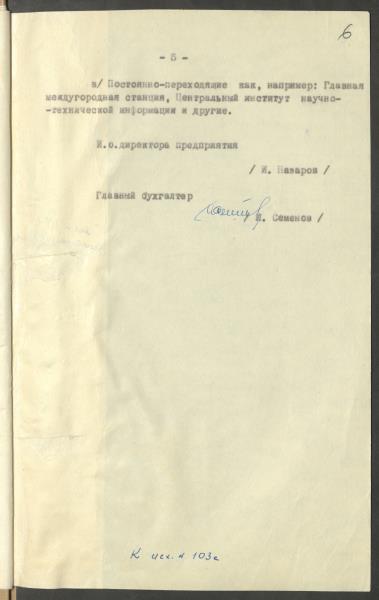 6
- 5 -
в/ Постоянно-переходящие как, например: Главная
междугородная станция, Центральный институт научно-
-технической информации и другие.
И.о.директора предприятия
/ И. Назаров /
Главный бухгалтер
/ Семенов /
К исх. № 103с